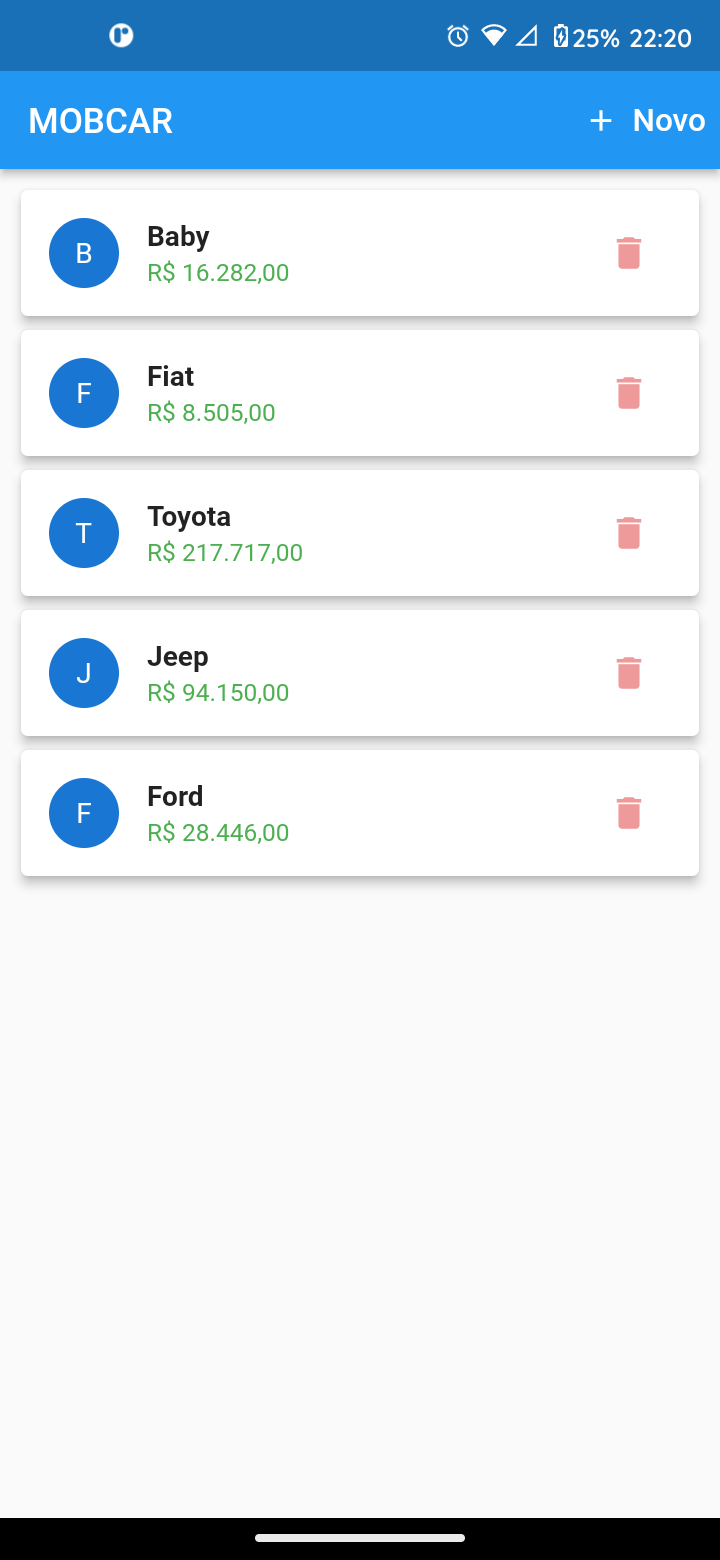 25% 22:20
MOBCAR
+ Novo
B
Baby
R$ 16.282,00
F
Fiat
R$ 8.505,00
T
Toyota
R$ 217.717,00
J
Jeep
R$ 94.150,00
F
Ford
R$ 28.446,00